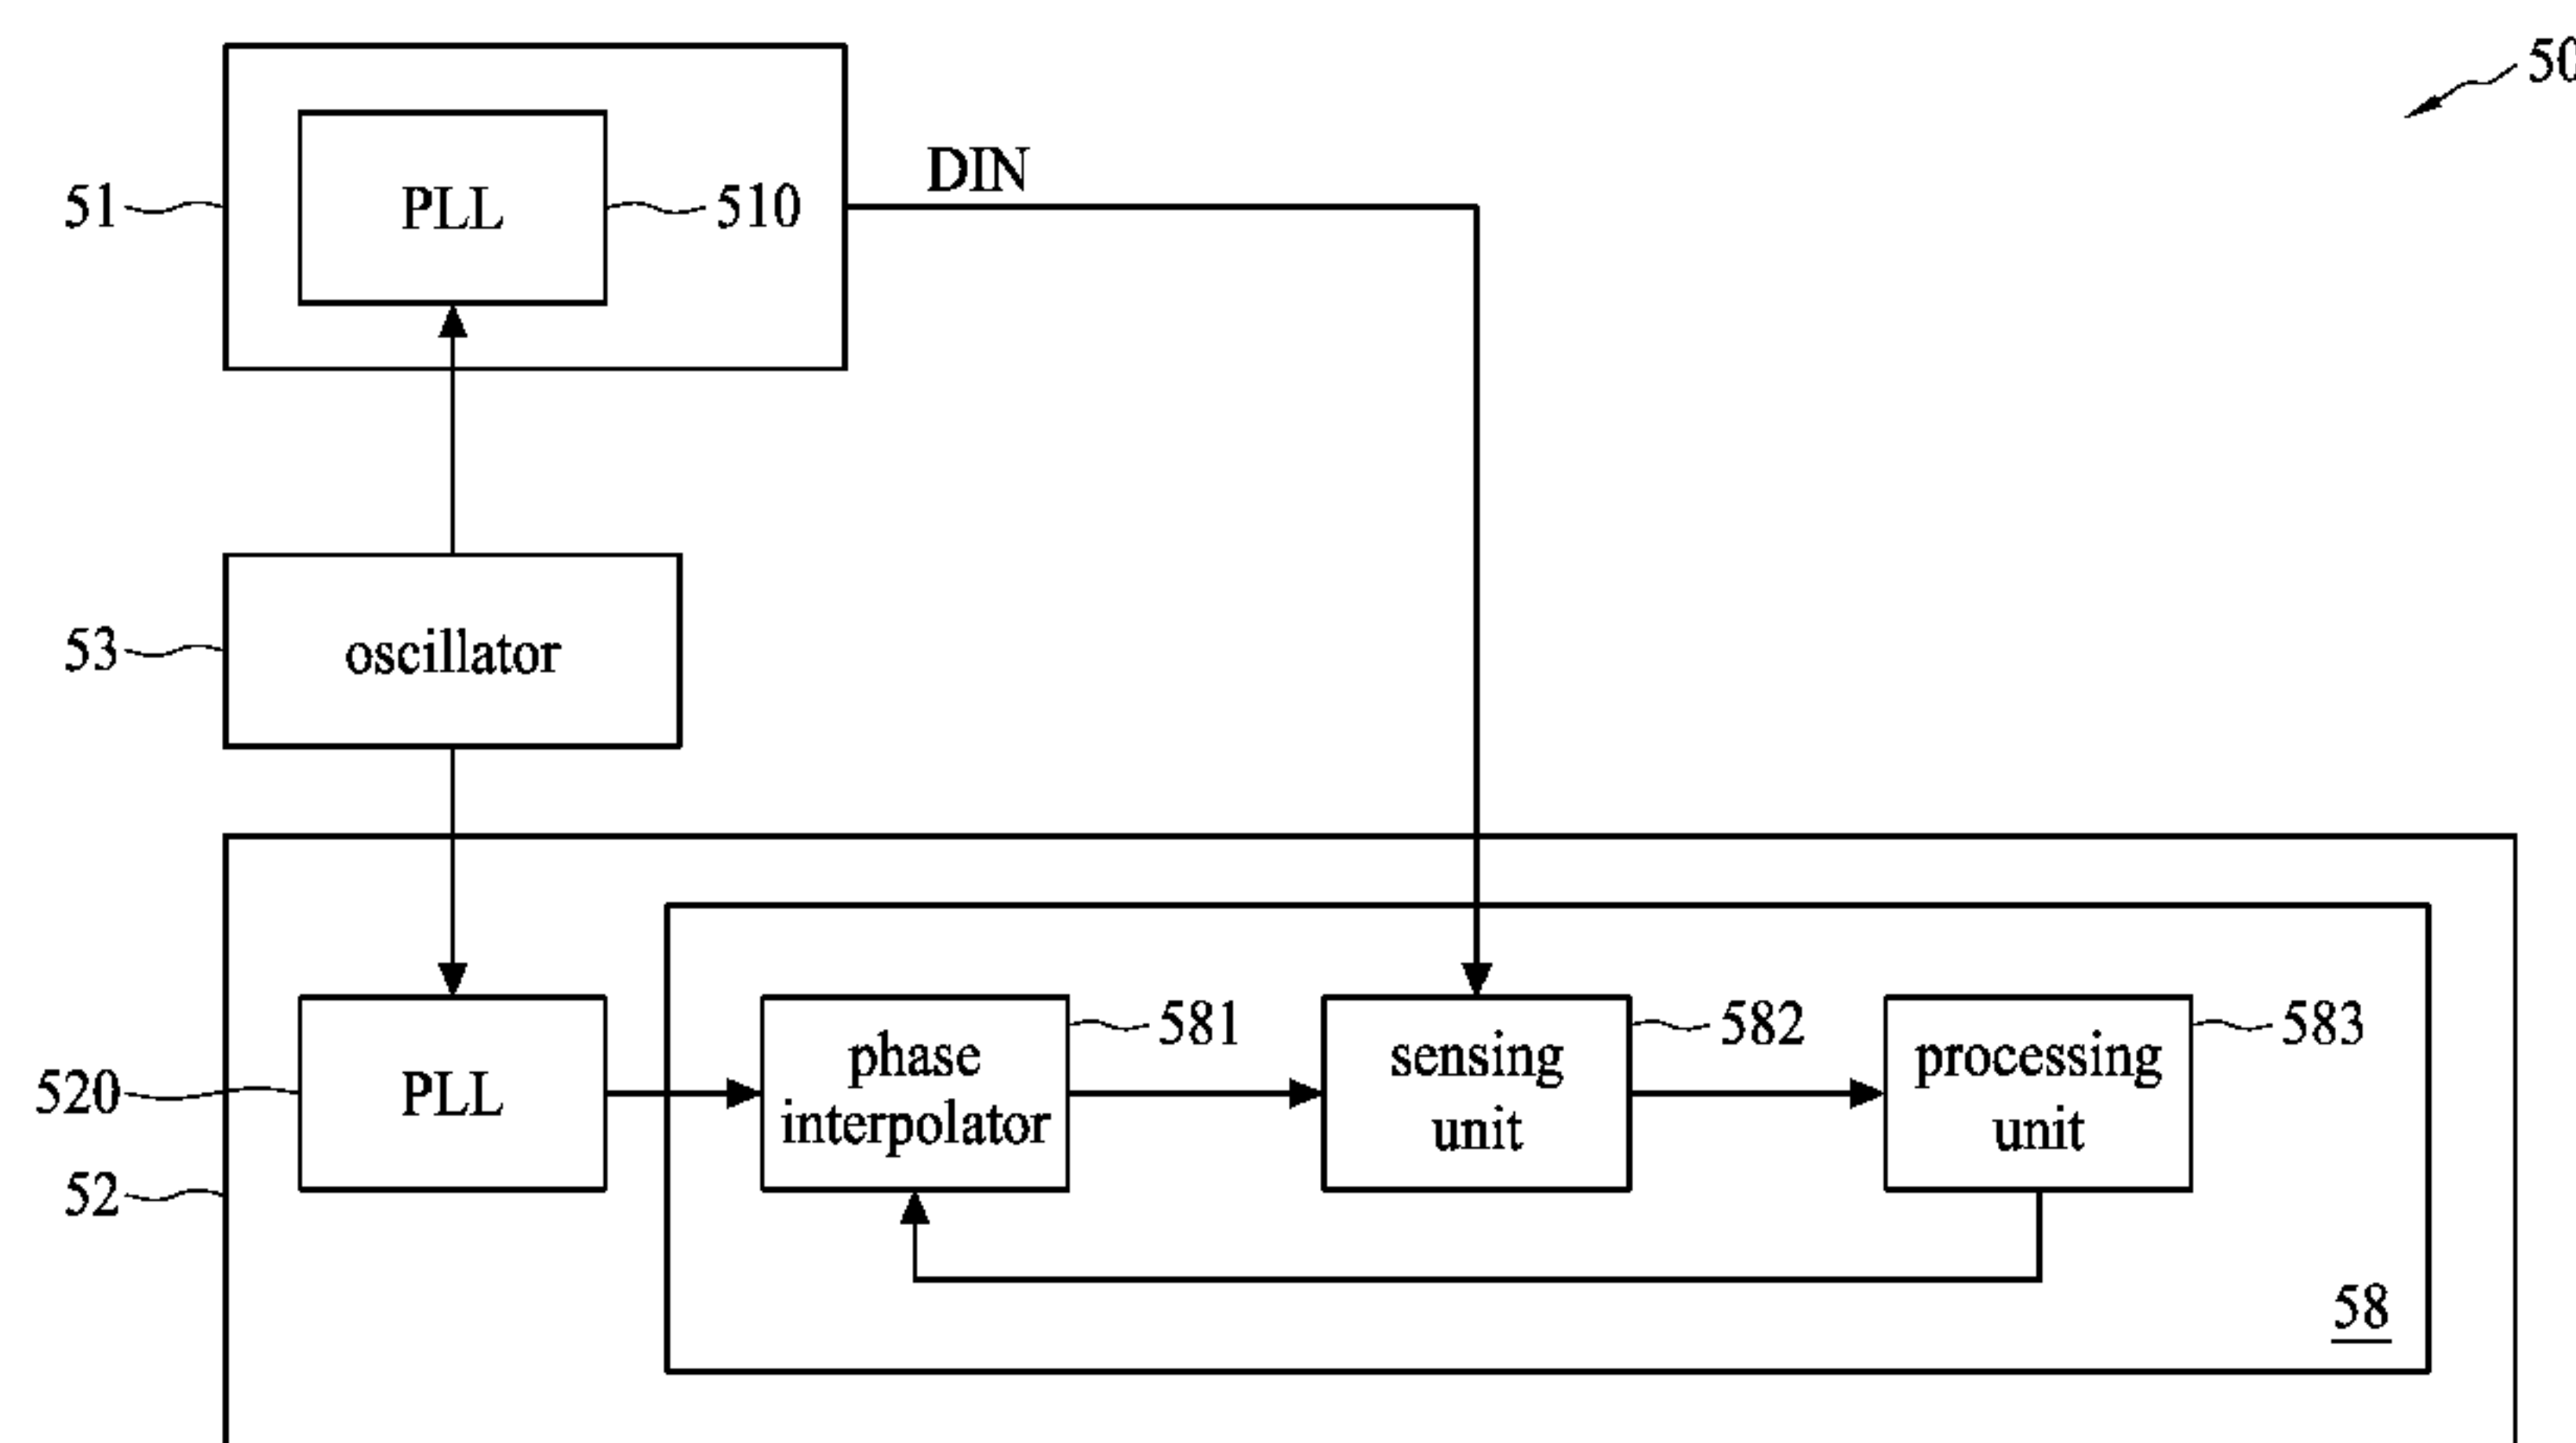 50
DIN
51
PLL
510
53
oscillator
581
582
583
phase
interpolator
sensing
unit
processing
unit
520
PLL
52
58